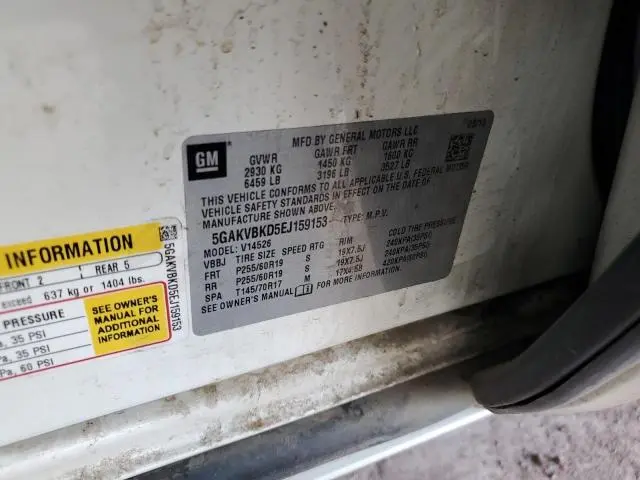 MFD BY GENERAL MOTORS LLC
GM
GVWR GAWR FRT GAWR RR
2930 KG 1450 KG 1600 KG
6459 LB 3196 LB 3527 LB
THIS VEHICLE CONFORMS TO ALL APPLICABLE U.S. FEDERAL MOTOR
VEHICLE SAFETY STANDARDS IN EFFECT ON THE DATE OF
MANUFACTURE SHOWN ABOVE.
5GAKVBKD5EJ159153 TYPE: M.P.V.
VBBJ MODEL: V14526
TIRE SIZE SPEED RTG RIM COLD TIRE PRESSURE
FRT P255/60R19 S 19X7.5J 240KPA(35PSI)
RR P255/60R19 S 19X7.5J 240KPA(35PSI)
SPA T145/70R17 M 17X4.5B 420KPA(60PSI)
SEE OWNER'S MANUAL FOR MORE INFORMATION.
INFORMATION
FRONT 2 REAR 5
exceed 637 kg or 1404 lbs.
PRESSURE
35 PSI
35 PSI
60 PSI
SEE OWNER'S
MANUAL FOR
ADDITIONAL
INFORMATION
5GAKVBKD5EJ159153